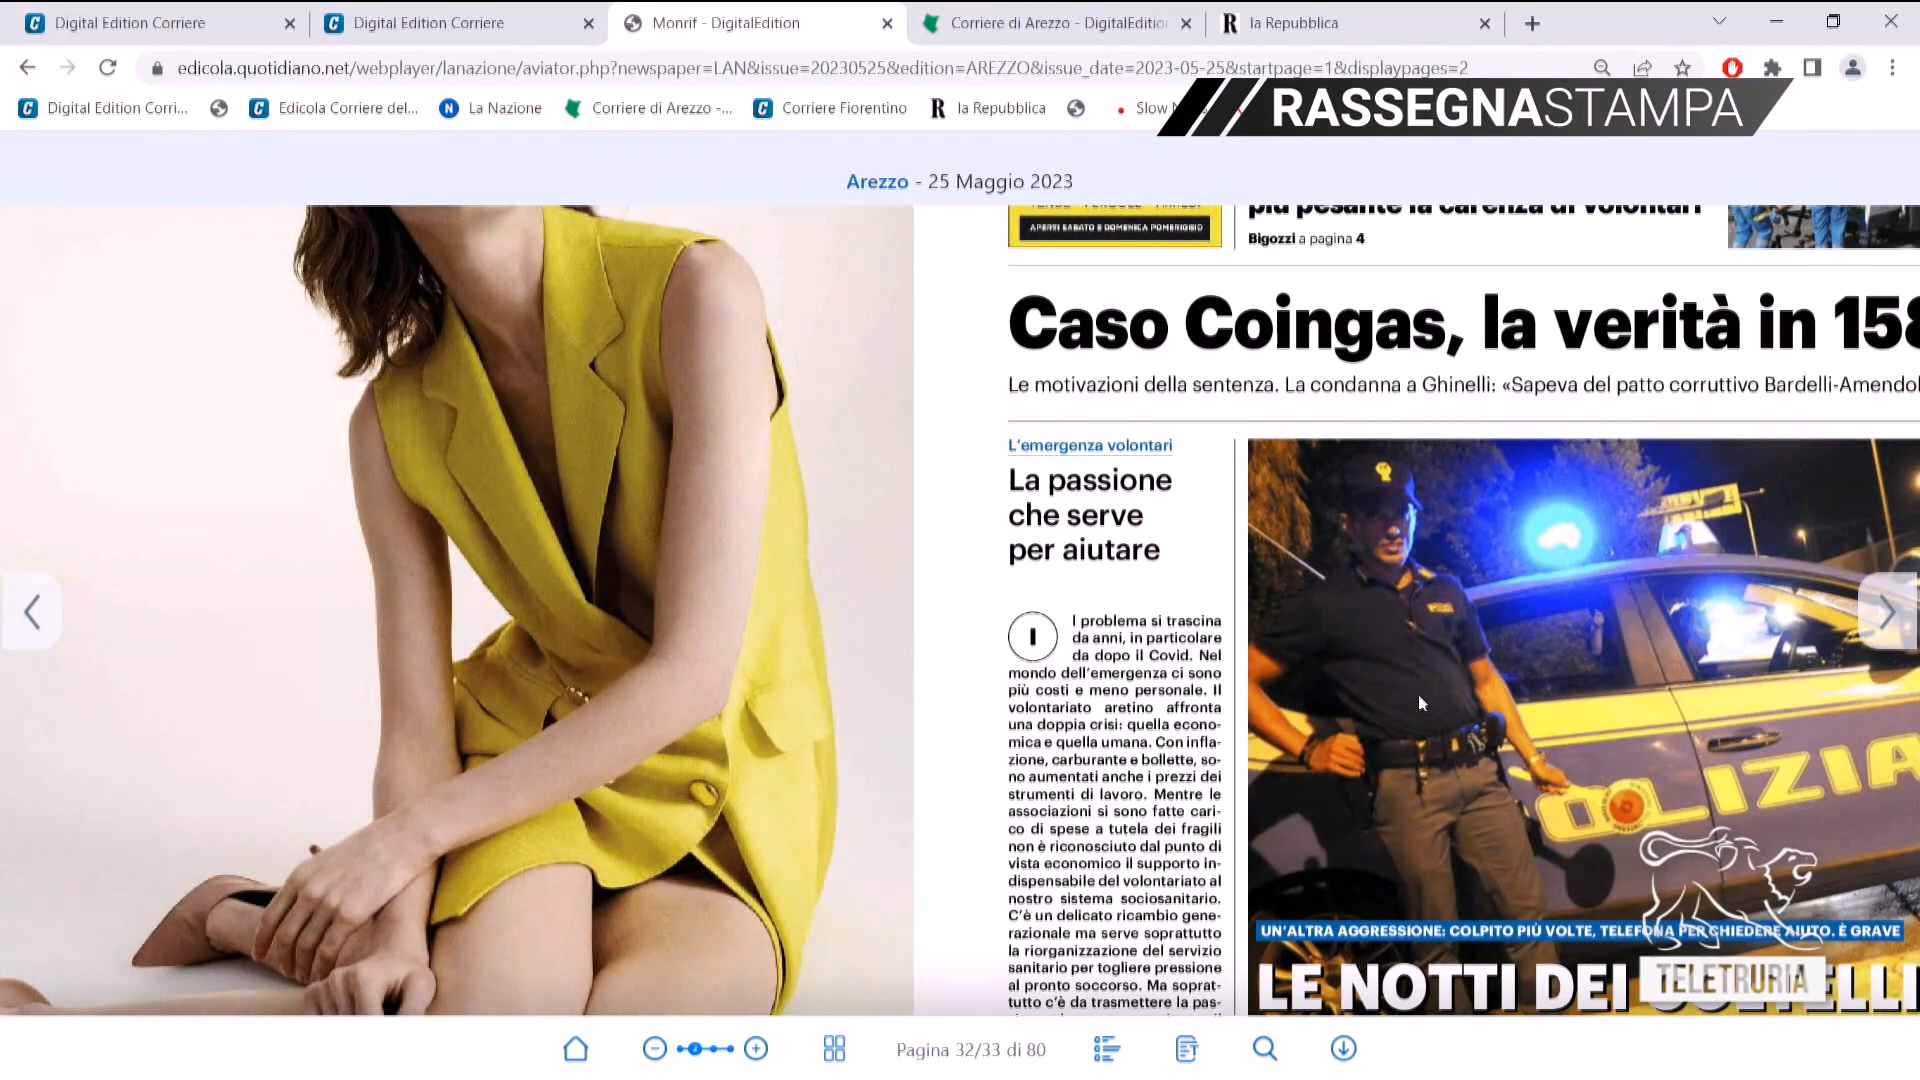 Digital Edition Corriere
Digital Edition Corriere
Monrif - DigitalEdition
Corriere di Arezzo - DigitalEdition
la Repubblica
edicola.quotidiano.net/webplayer/lanazione/aviator.php?newspaper=LAN&issue=20230525&edition=AREZZO&issue_date=2023-05-25&startpage=1&displaypages=2
Digital Edition Corri...
Edicola Corriere del...
La Nazione
Corriere di Arezzo -...
Corriere Fiorentino
la Repubblica
Slow
RASSEGNASTAMPA
Arezzo - 25 Maggio 2023
APERTI SABATO E DOMENICA POMERIGGIO
più pesante la carenza di volontari
Bigozzi a pagina 4
Caso Coingas, la verità in 158
Le motivazioni della sentenza. La condanna a Ghinelli: «Sapeva del patto corruttivo Bardelli-Amendol
L'emergenza volontari
La passione
che serve
per aiutare
I
l problema si trascina
da anni, in particolare
da dopo il Covid. Nel
mondo dell'emergenza ci sono
più costi e meno personale. Il
volontariato aretino affronta
una doppia crisi: quella econo-
mica e quella umana. Con infla-
zione, carburante e bollette, so-
no aumentati anche i prezzi dei
strumenti di lavoro. Mentre le
associazioni si sono fatte cari-
co di spese a tutela dei fragili
non è riconosciuto dal punto di
vista economico il supporto in-
dispensabile del volontariato al
nostro sistema sociosanitario.
C'è un delicato ricambio gene-
razionale ma serve soprattutto
la riorganizzazione del servizio
sanitario per togliere pressione
al pronto soccorso. Ma soprat-
tutto c'è da trasmettere la pas-
OLIZIA
UN'ALTRA AGGRESSIONE: COLPITO PIÙ VOLTE, TELEFONA PER CHIEDERE AIUTO. È GRAVE
LE NOTTI DEI COLTELLI
TELETRURIA
Pagina 32/33 di 80